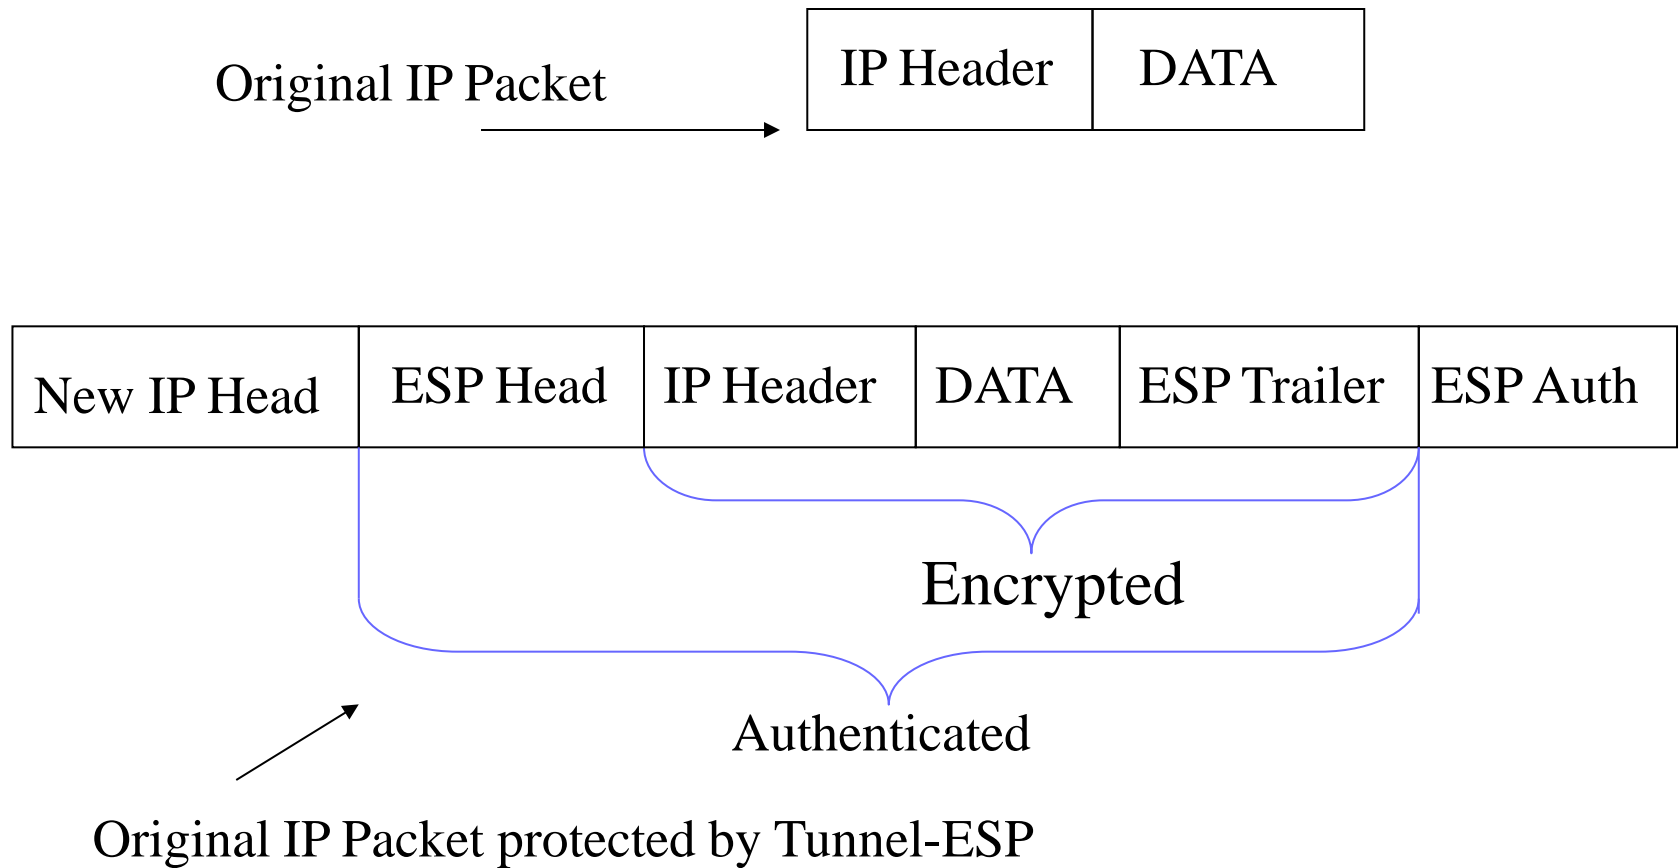 Original IP Packet
IP Header
DATA
New IP Head
ESP Head
IP Header
DATA
ESP Trailer
ESP Auth
Encrypted
Authenticated
Original IP Packet protected by Tunnel-ESP